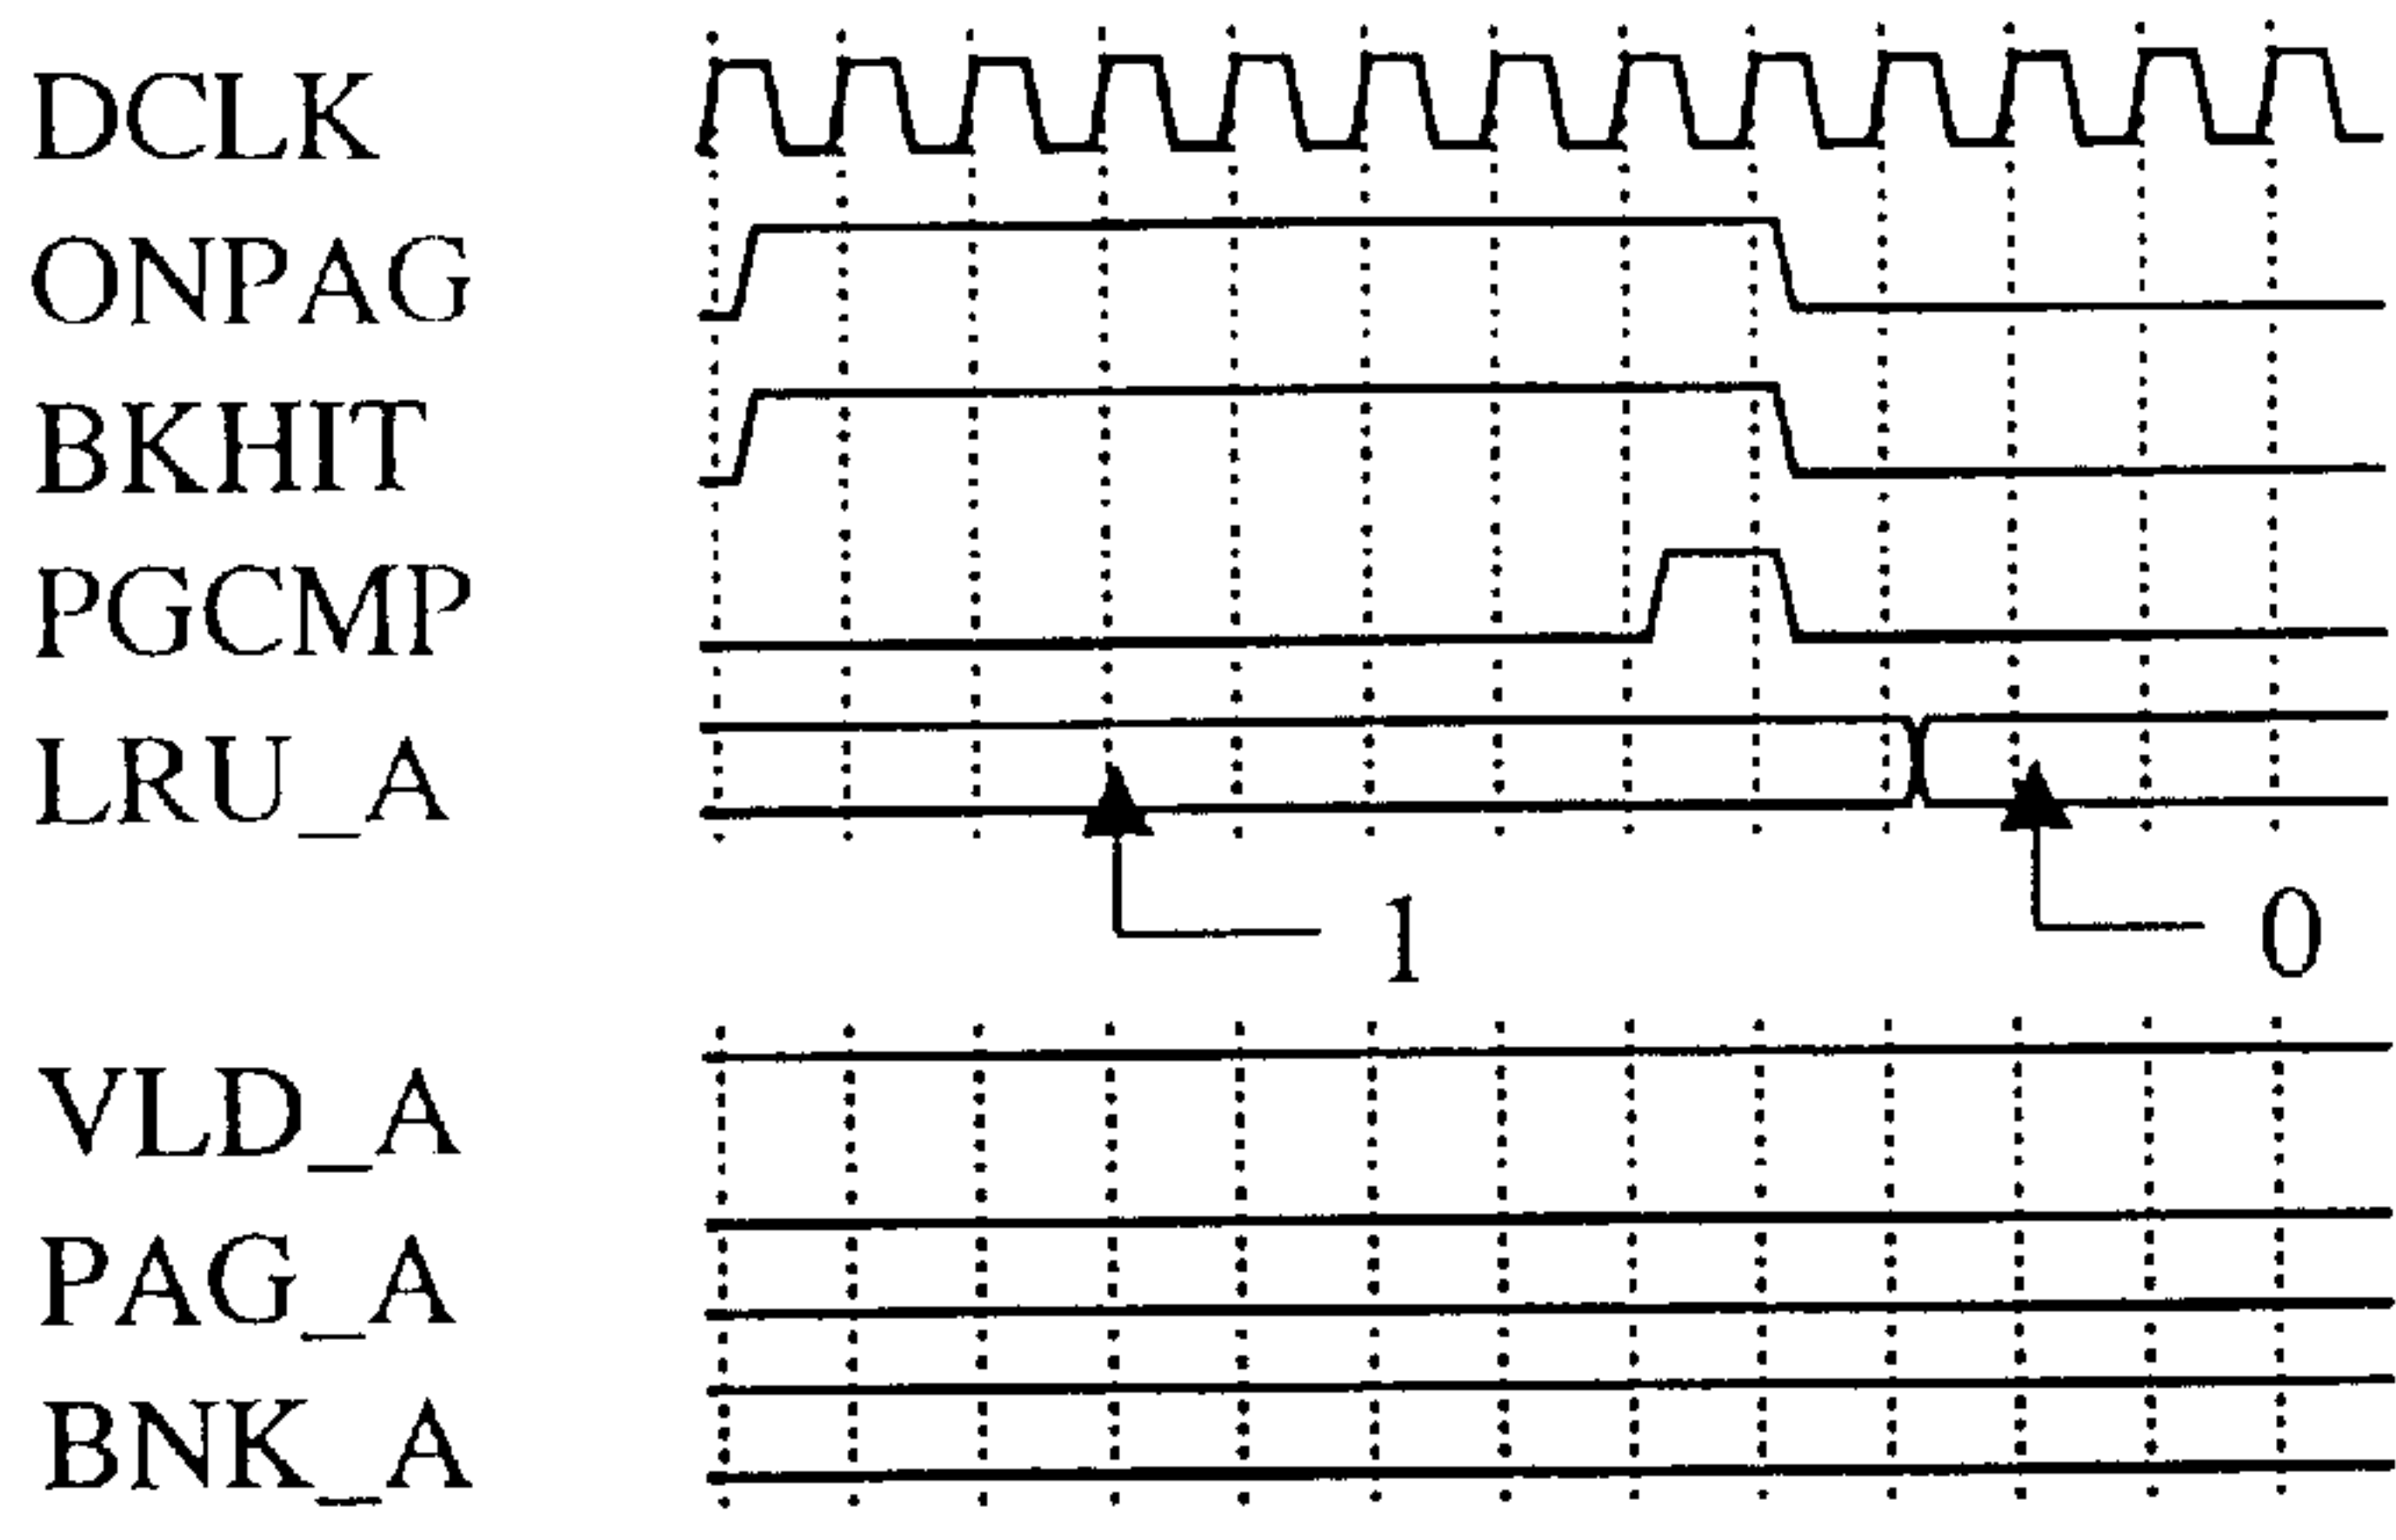 DCLK
ONPAG
BKHIT
PGCMP
LRU_A
1 0
VLD_A
PAG_A
BNK_A